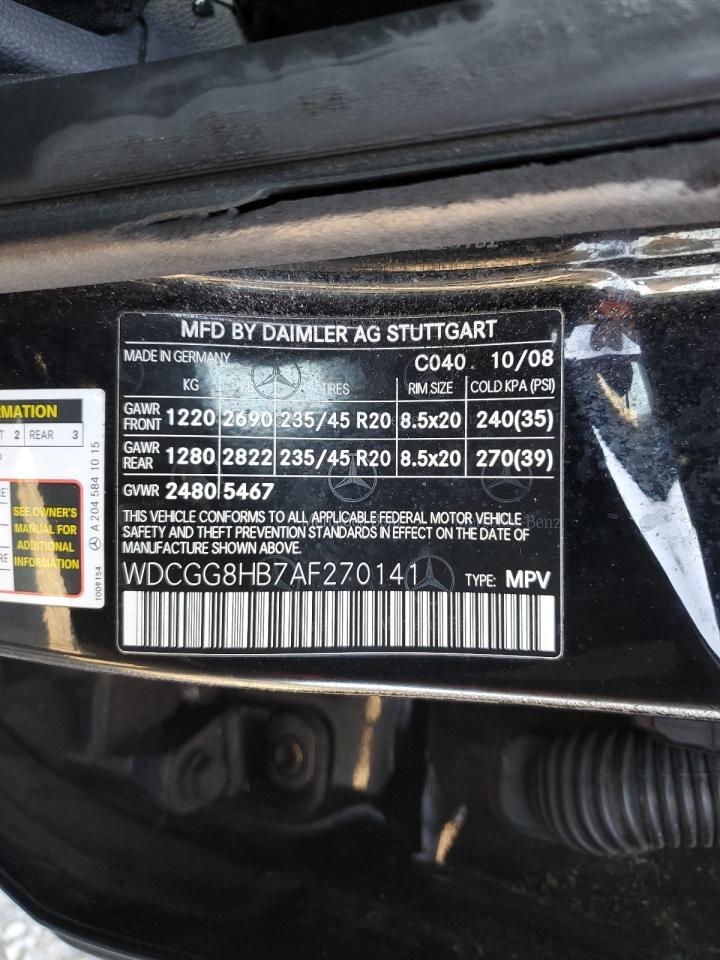 MFD BY DAIMLER AG STUTTGART
MADE IN GERMANY C040 10/08
KG TIRES RIM SIZE COLD KPA (PSI)
GAWR FRONT 1220 2690 235/45 R20 8.5x20 240(35)
GAWR REAR 1280 2822 235/45 R20 8.5x20 270(39)
GVWR 2480 5467
THIS VEHICLE CONFORMS TO ALL APPLICABLE FEDERAL MOTOR VEHICLE
SAFETY AND THEFT PREVENTION STANDARDS IN EFFECT ON THE
DATE OF MANUFACTURE SHOWN ABOVE.
WDCGG8HB7AF270141 TYPE: MPV
Benz
REAR 3
2
SEE OWNER'S
MANUAL FOR
ADDITIONAL
INFORMATION
A 204 584 10 15
1009154